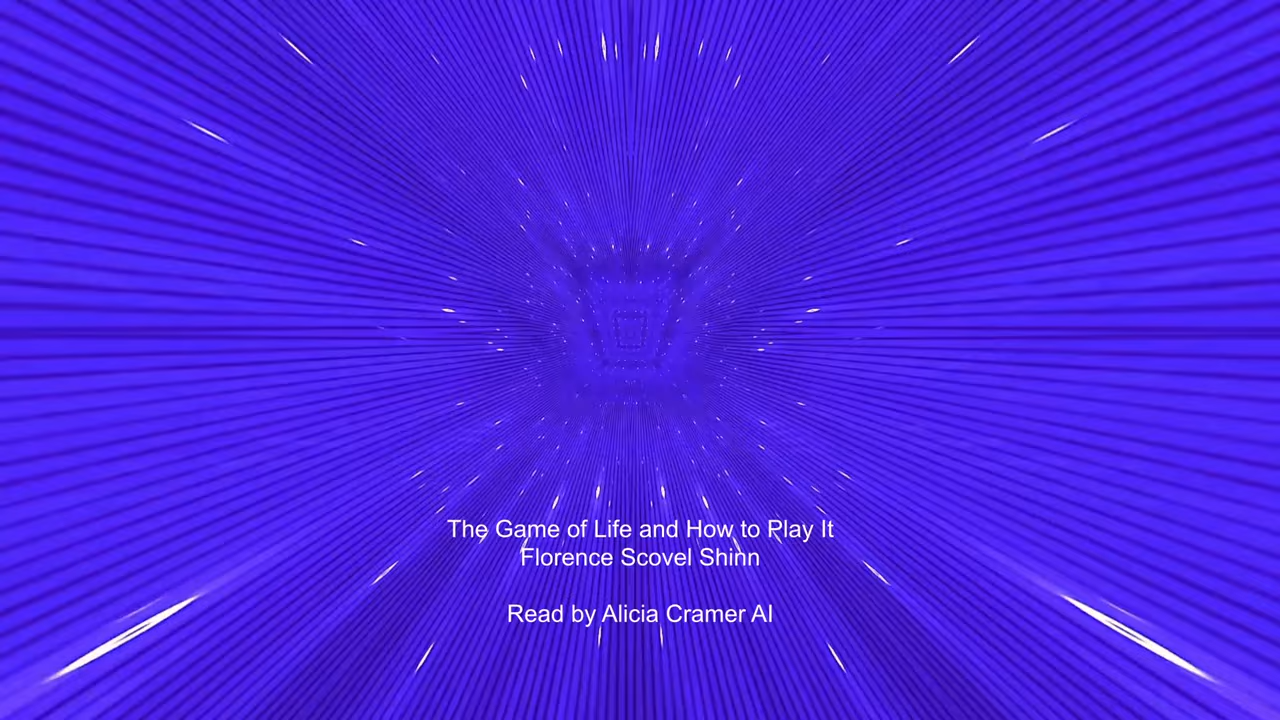 The Game of Life and How to Play It
Florence Scovel Shinn
Read by Alicia Cramer AI